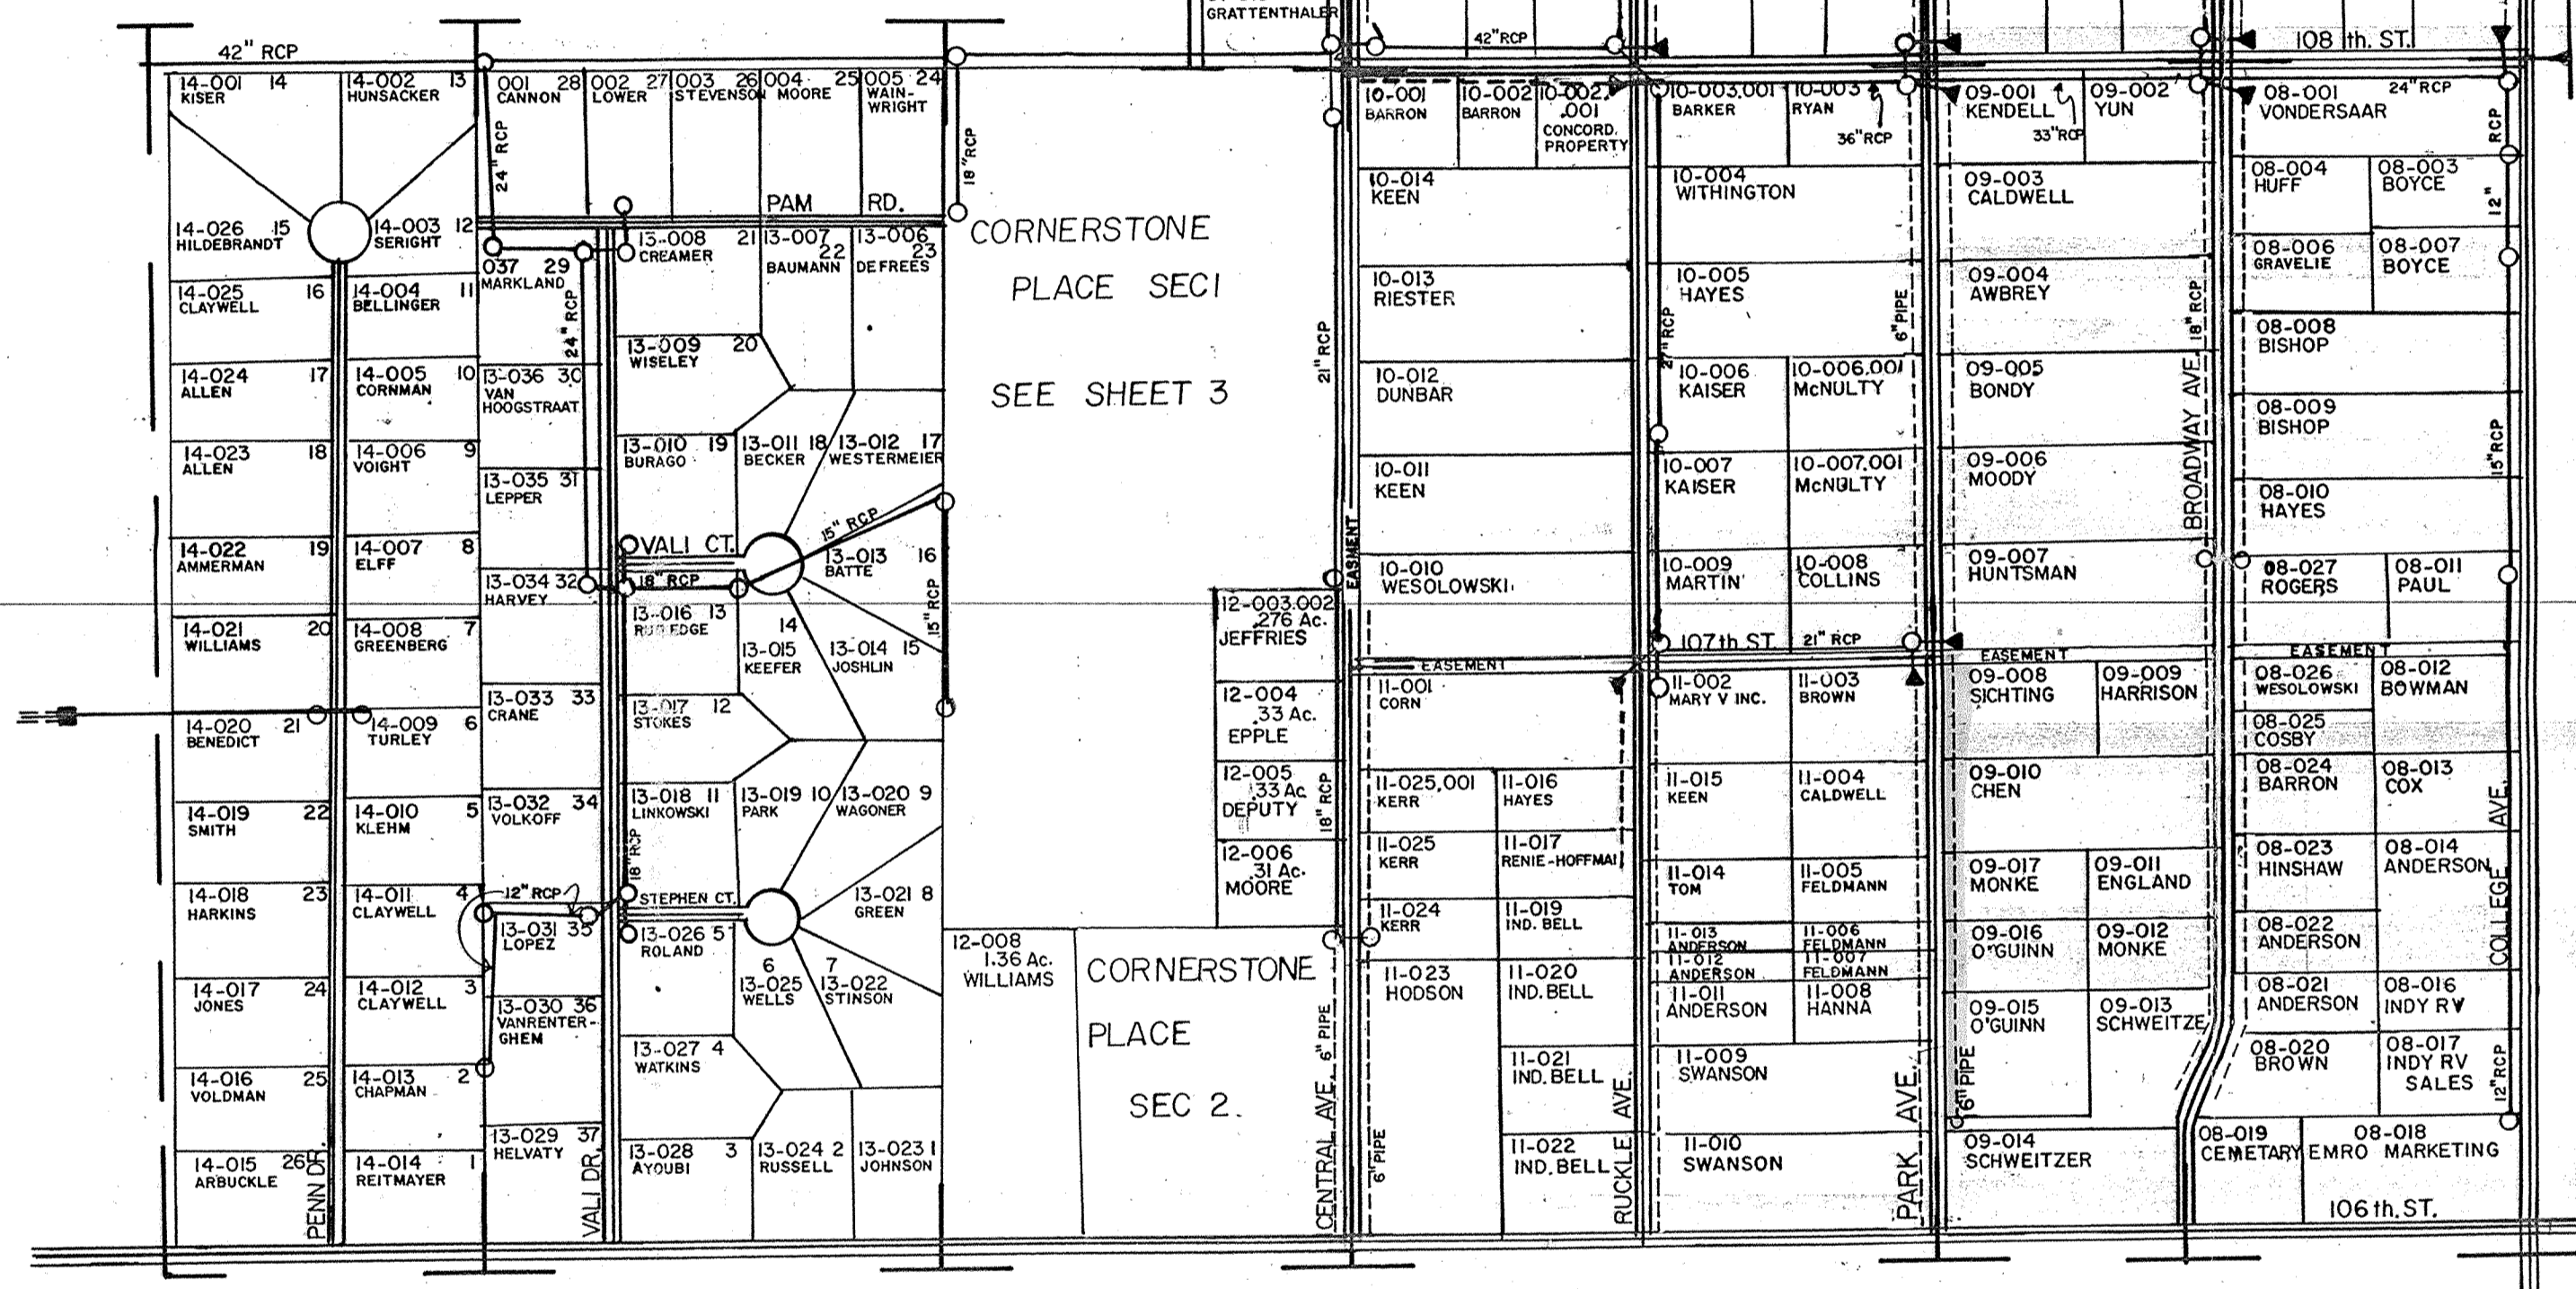 GRATTENTHALER
42" RCP
42"RCP
108 th. ST.
14-001 14
KISER
14-002 13
HUNSACKER
001 28
CANNON
002 27
LOWER
003 26
STEVENSON
004 25
MOORE
005 24
WAIN-
WRIGHT
24" RCP
18" RCP
PAM RD.
14-026 15
HILDEBRANDT
14-003 12
SERIGHT
14-025 16
CLAYWELL
14-004 11
BELLINGER
14-024 17
ALLEN
14-005 10
CORNMAN
14-023 18
ALLEN
14-006 9
VOIGHT
14-022 19
AMMERMAN
14-007 8
ELFF
14-021 20
WILLIAMS
14-008 7
GREENBERG
14-020 21
BENEDICT
14-009 6
TURLEY
14-019 22
SMITH
14-010 5
KLEHM
14-018 23
HARKINS
14-011 4
CLAYWELL
14-017 24
JONES
14-012 3
CLAYWELL
14-016 25
VOLDMAN
14-013 2
CHAPMAN
14-015 26
ARBUCKLE
14-014 1
REITMAYER
PENN DR.
037 29
MARKLAND
24" RCP
13-036 30
VAN
HOOGSTRAAT
13-035 31
LEPPER
13-034 32
HARVEY
13-033 33
CRANE
13-032 34
VOLKOFF
12" RCP
13-031 35
LOPEZ
13-030 36
VANRENTER-
GHEM
13-029 37
HELVATY
VALI DR.
13-008 21
CREAMER
13-007
22
BAUMANN
13-006
23
DEFREES
13-009 20
WISELEY
13-010 19
BURAGO
13-011 18
BECKER
13-012 17
WESTERMEIER
VALI CT.
15" RCP
18" RCP
13-013 16
BATTE
15" RCP
13-016 13
14
13-015
KEEFER
13-014 15
JOSHLIN
13-017 12
STOKES
13-018 11
LINKOWSKI
13-019 10
PARK
13-020 9
WAGONER
18" RCP
STEPHEN CT.
13-021 8
GREEN
13-026 5
ROLAND
6
13-025
WELLS
7
13-022
STINSON
13-027 4
WATKINS
13-028 3
AYOUBI
13-024 2
RUSSELL
13-023 1
JOHNSON
CORNERSTONE
PLACE SEC1
SEE SHEET 3
21" RCP
EASMENT
12-003.002
.276 Ac.
JEFFRIES
12-004
.33 Ac.
EPPLE
12-005
.33 Ac
DEPUTY
12-006
.31 Ac.
MOORE
18" RCP
12-008
1.36 Ac.
WILLIAMS
CORNERSTONE
PLACE
SEC 2.
CENTRAL AVE. 6" PIPE
6" PIPE
10-001
BARRON
10-002
BARRON
10-002.
.001
CONCORD.
PROPERTY
10-014
KEEN
10-013
RIESTER
10-012
DUNBAR
10-011
KEEN
10-010
WESOLOWSKI
EASEMENT
11-001
CORN
11-025.001
KERR
11-016
HAYES
11-025
KERR
11-017
RENIE-HOFFMAN
11-024
KERR
11-019
IND. BELL
11-023
HODSON
11-020
IND. BELL
11-021
IND. BELL
11-022
IND. BELL
RUCKLE AVE.
10-003.001
BARKER
10-003
RYAN
36" RCP
10-004
WITHINGTON
10-005
HAYES
27" RCP
6" PIPE
10-006
KAISER
10-006.001
McNULTY
10-007
KAISER
10-007.001
McNULTY
10-009
MARTIN
10-008
COLLINS
107th ST. 21" RCP
11-002
MARY V INC.
11-003
BROWN
11-015
KEEN
11-004
CALDWELL
11-014
TOM
11-005
FELDMANN
11-013
ANDERSON
11-006
FELDMANN
11-012
ANDERSON
11-007
FELDMANN
11-011
ANDERSON
11-008
HANNA
11-009
SWANSON
11-010
SWANSON
PARK AVE.
09-001
KENDELL
33"RCP
09-002
YUN
09-003
CALDWELL
09-004
AWBREY
18" RCP
09-005
BONDY
09-006
MOODY
09-007
HUNTSMAN
BROADWAY AVE.
EASEMENT
09-008
SICHTING
09-009
HARRISON
09-010
CHEN
09-017
MONKE
09-011
ENGLAND
09-016
O'GUINN
09-012
MONKE
09-015
O'GUINN
09-013
SCHWEITZE
6" PIPE
09-014
SCHWEITZER
08-001
VONDERSAAR
24" RCP
12" RCP
08-004
HUFF
08-003
BOYCE
08-006
GRAVELIE
08-007
BOYCE
08-008
BISHOP
08-009
BISHOP
15" RCP
08-010
HAYES
08-027
ROGERS
08-011
PAUL
EASEMENT
08-026
WESOLOWSKI
08-012
BOWMAN
08-025
COSBY
08-024
BARRON
08-013
COX
08-023
HINSHAW
08-014
ANDERSON
08-022
ANDERSON
08-021
ANDERSON
08-016
INDY RV
08-020
BROWN
08-017
INDY RV
SALES
12" RCP
COLLEGE AVE.
08-019
CEMETARY
08-018
EMRO MARKETING
106 th. ST.